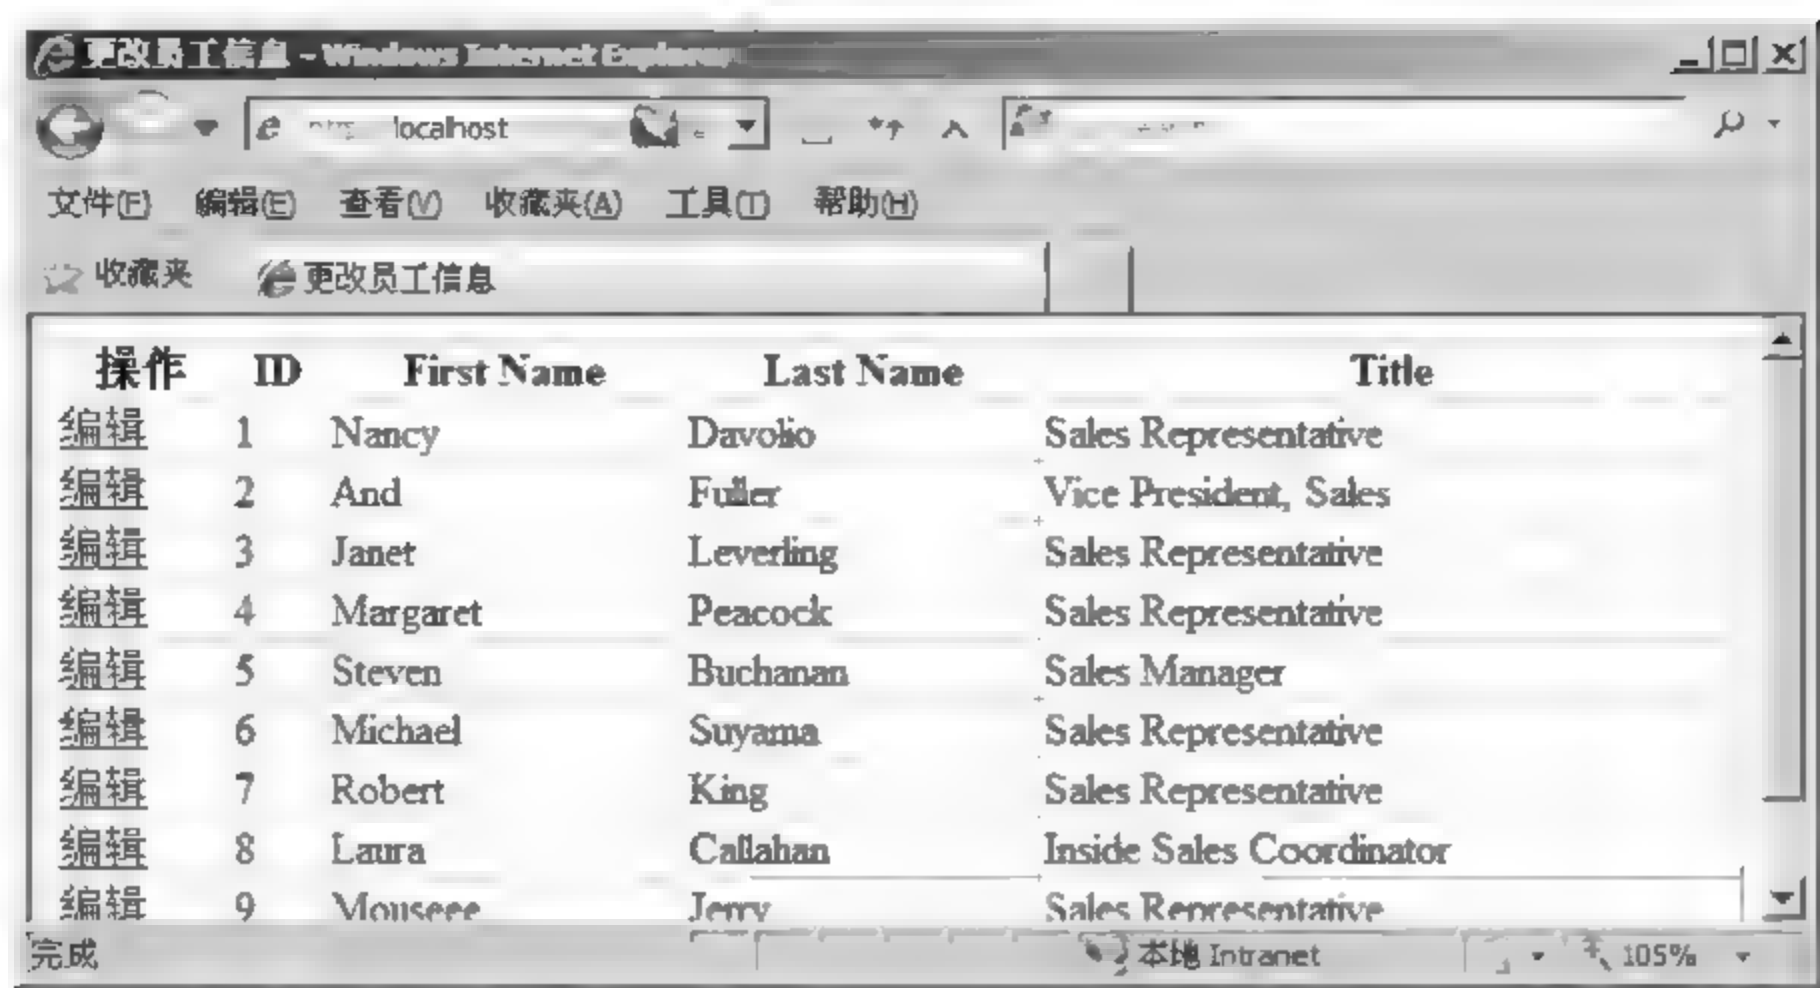 更改员工信息 - Windows Internet Explorer
localhost
文件(F) 编辑(E) 查看(V) 收藏夹(A) 工具(T) 帮助(H)
收藏夹 更改员工信息
操作 ID First Name Last Name Title
编辑 1 Nancy Davolio Sales Representative
编辑 2 And Fuller Vice President, Sales
编辑 3 Janet Leverling Sales Representative
编辑 4 Margaret Peacock Sales Representative
编辑 5 Steven Buchanan Sales Manager
编辑 6 Michael Suyama Sales Representative
编辑 7 Robert King Sales Representative
编辑 8 Laura Callahan Inside Sales Coordinator
编辑 9 Mouseee Jerry Sales Representative
完成 本地 Intranet 105%